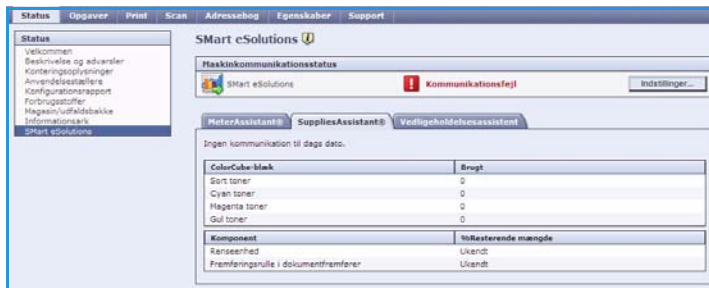 Status Opgaver Print Scan Adressebog Egenskaber Support
Status
Velkommen
Beskrivelse og advarsler
Konteringsoplysninger
Anvendelsestællere
Konfigurationsrapport
Forbrugsstoffer
Magasin/udfaldsbakke
Informationsark
SMart eSolutions
SMart eSolutions
Maskinkommunikationsstatus
SMart eSolutions Kommunikationsfejl Indstillinger...
MeterAssistant® SuppliesAssistant® Vedligeholdelsesassistent
Ingen kommunikation til dags dato.
ColorCube-blæk Brugt
Sort toner 0
Cyan toner 0
Magenta toner 0
Gul toner 0
Komponent %Resterende mængde
Renseenhed Ukendt
Fremføringsrulle i dokumentfremfører Ukendt